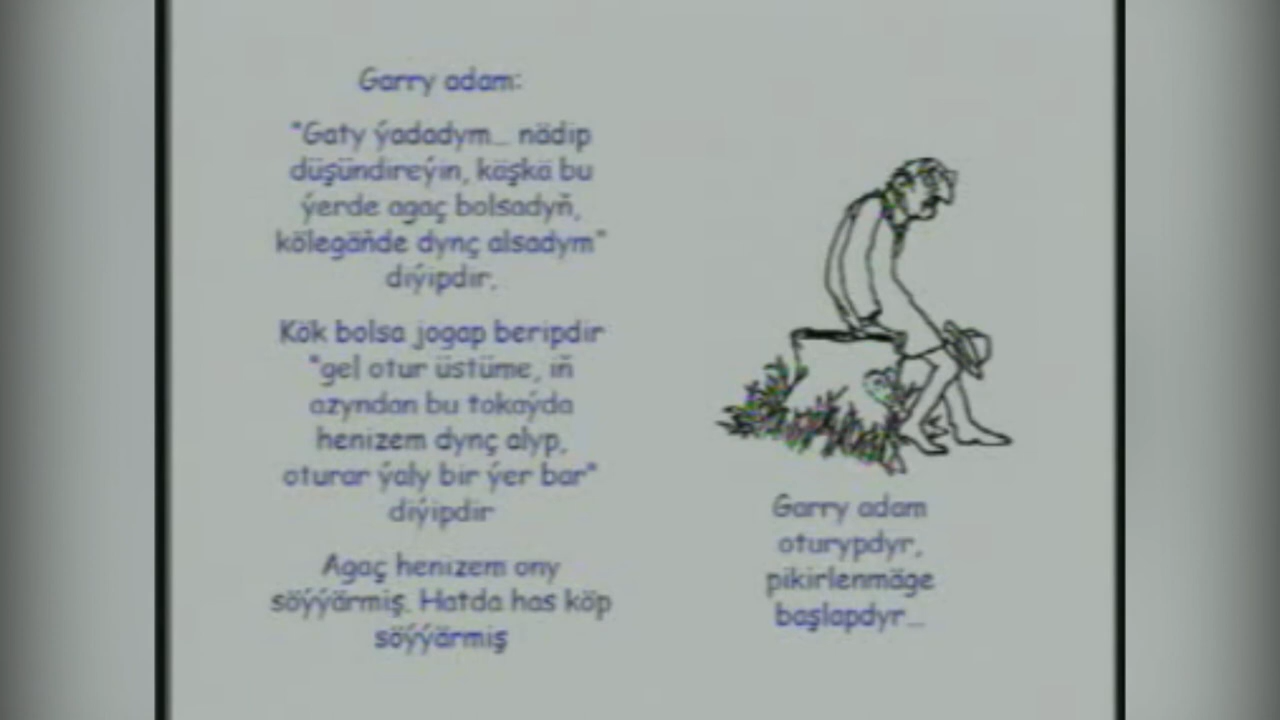 Garry adam:
"Gaty ýadadym... nädip
düşündireýin, käşkä bu
ýerde agaç bolsadyň,
kölegäňde dynç alsadym"
diýipdir.
Kök bolsa jogap beripdir
"gel otur üstüme, iň
azyndan bu tokaýda
henizem dynç alyp,
oturar ýaly bir ýer bar"
diýipdir
Agaç henizem ony
söýýärmiş. Hatda has köp
söýýärmiş
Garry adam
oturypdyr,
pikirlenmäge
başlapdyr...